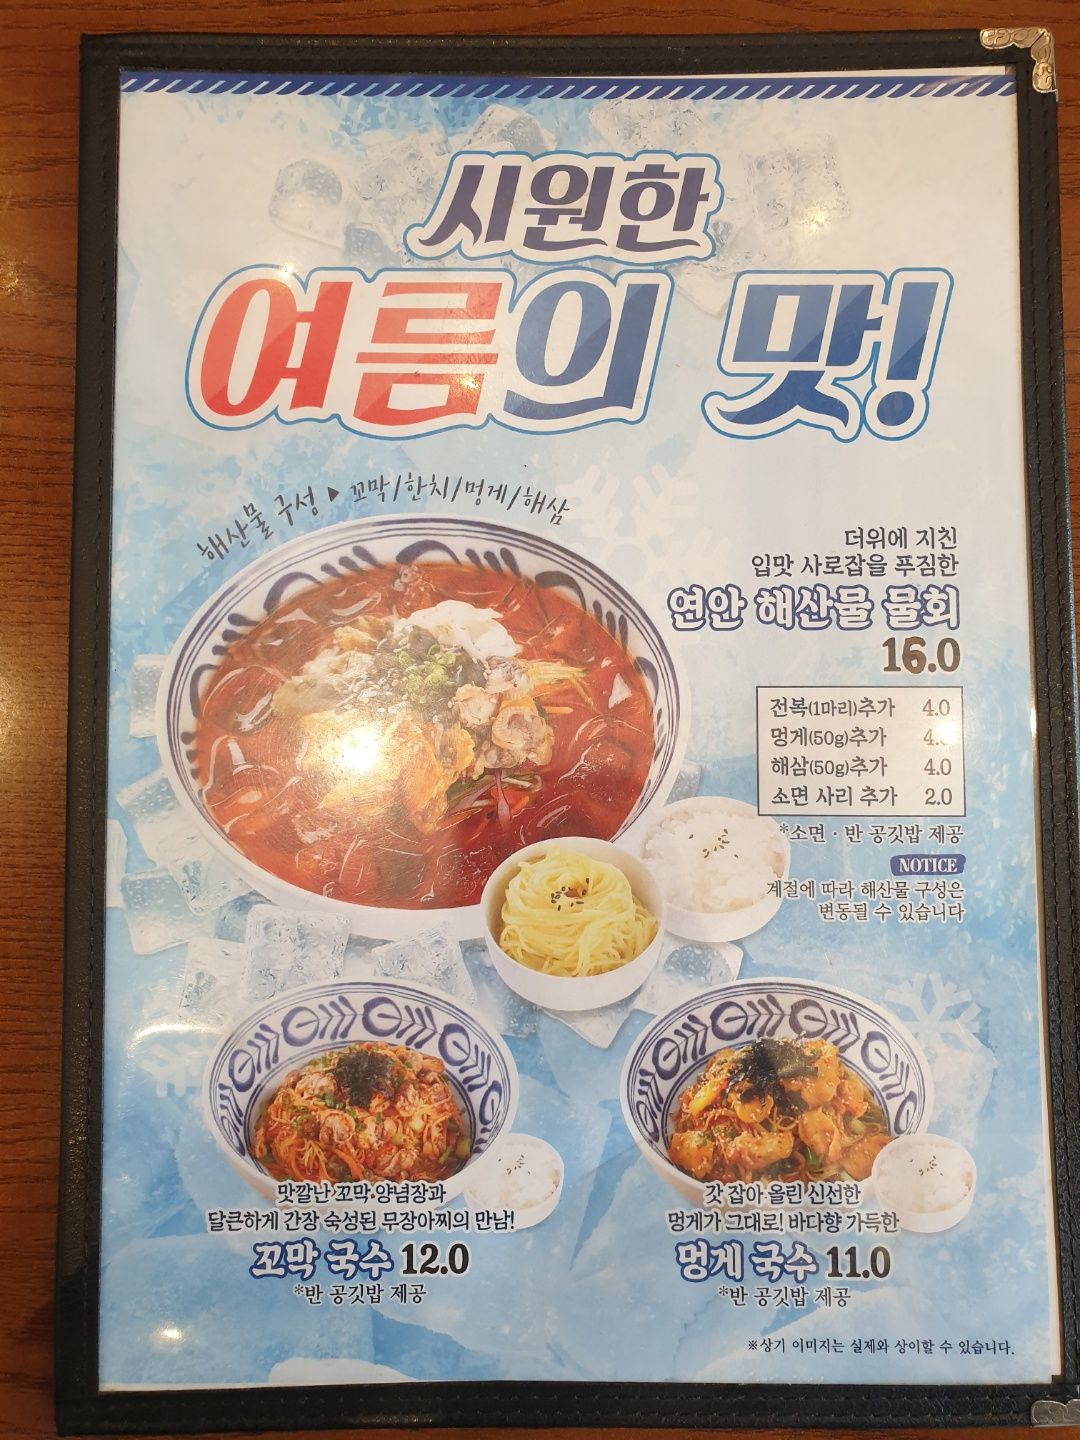 시원한
여름의 맛!
해산물 구성 ▶ 꼬막/한치/멍게/해삼
더위에 지친
입맛 사로잡을 푸짐한
연안 해산물 물회
16.0
전복(1마리)추가 4.0
멍게(50g)추가 4.
해삼(50g)추가 4.0
소면 사리 추가 2.0
*소면 · 반 공깃밥 제공
NOTICE
계절에 따라 해산물 구성은
변동될 수 있습니다
맛깔난 꼬막 양념장과
달큰하게 간장 숙성된 무장아찌의 만남!
꼬막 국수 12.0
*반 공깃밥 제공
갓 잡아 올린 신선한
멍게가 그대로! 바다향 가득한
멍게 국수 11.0
*반 공깃밥 제공
※상기 이미지는 실제와 상이할 수 있습니다.